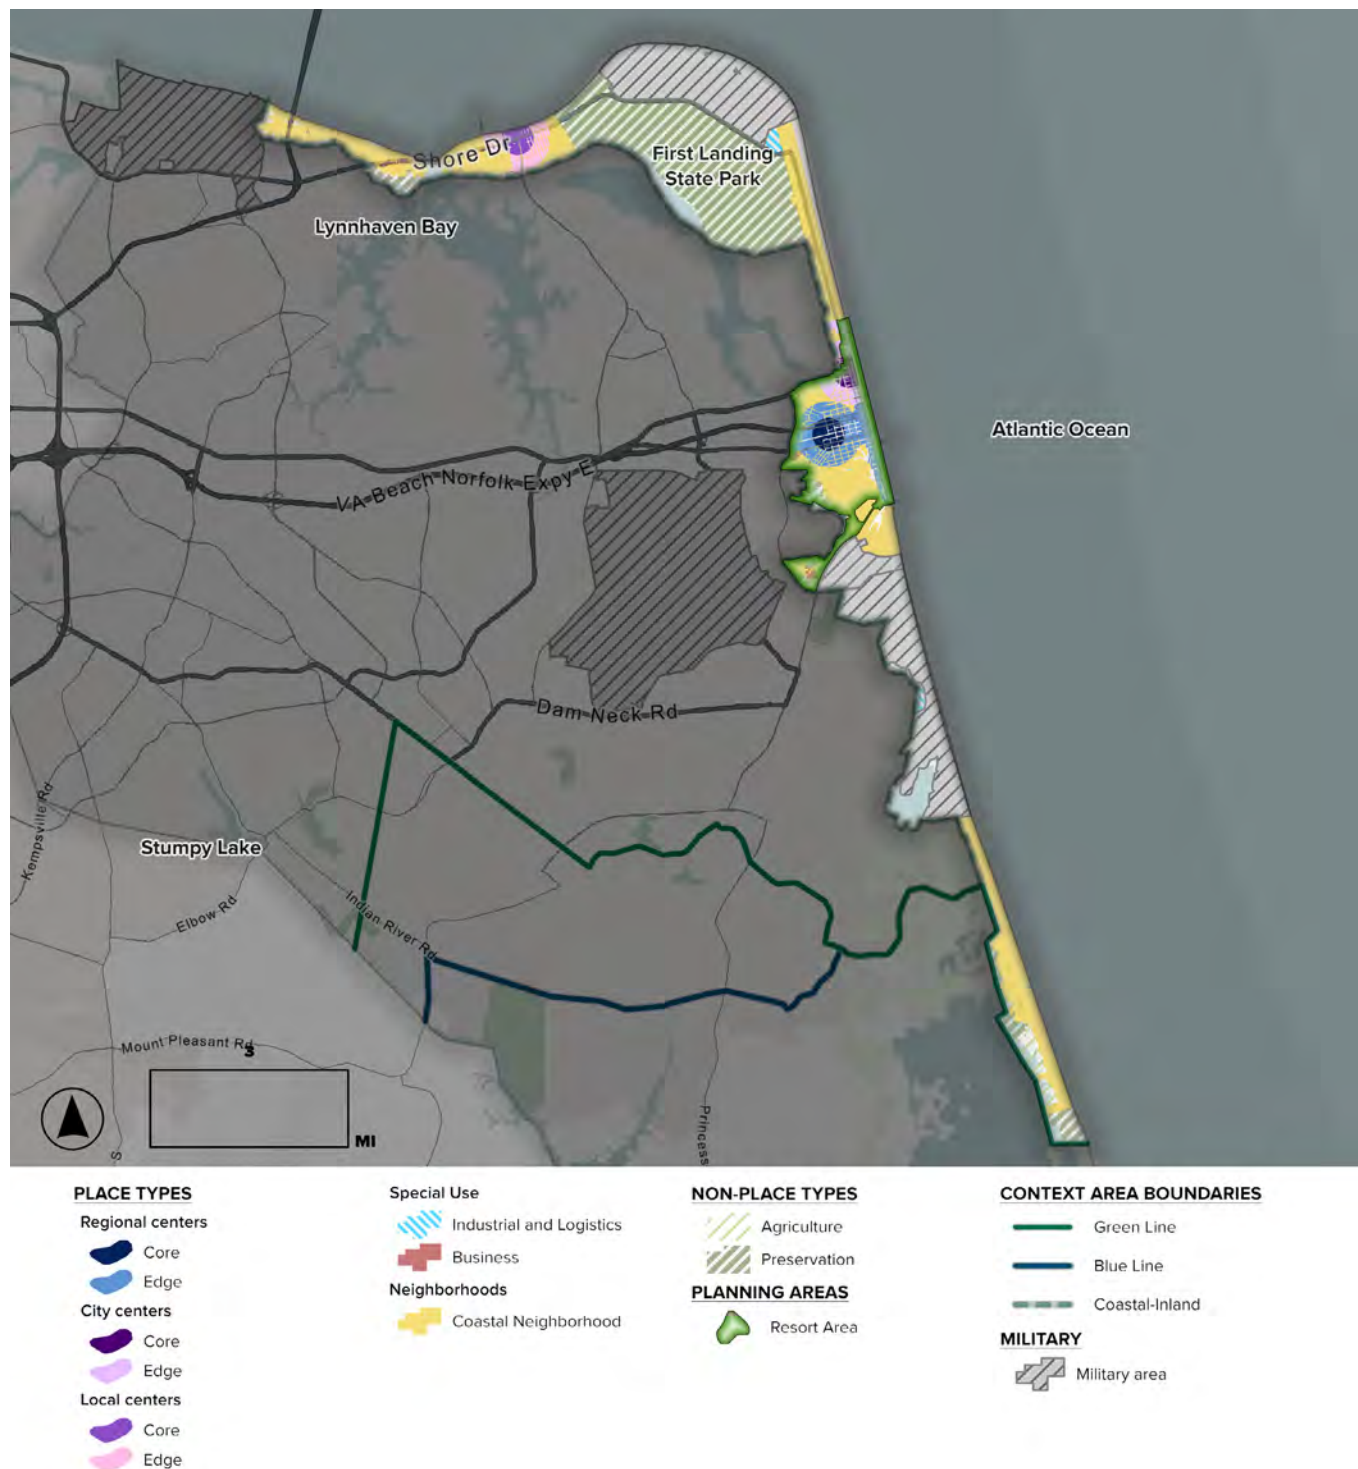 Shore Dr
First Landing
State Park
Lynnhaven Bay
Atlantic Ocean
VA Beach Norfolk Expy E
Dam Neck Rd
Kempsville Rd
Stumpy Lake
Elbow Rd
Indian River Rd
Mount Pleasant Rd
3
MI
S
Princess
PLACE TYPES
Regional centers
Core
Edge
City centers
Core
Edge
Local centers
Core
Edge
Special Use
Industrial and Logistics
Business
Neighborhoods
Coastal Neighborhood
NON-PLACE TYPES
Agriculture
Preservation
PLANNING AREAS
Resort Area
CONTEXT AREA BOUNDARIES
Green Line
Blue Line
Coastal-Inland
MILITARY
Military area